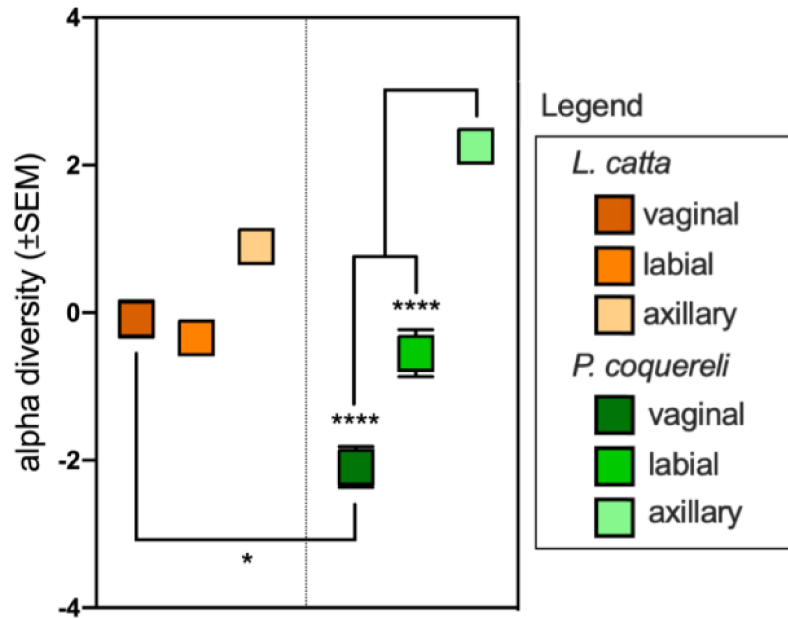 4
2
0
-2
-4
alpha diversity (±SEM)
****
****
*
Legend
L. catta
vaginal
labial
axillary
P. coquereli
vaginal
labial
axillary